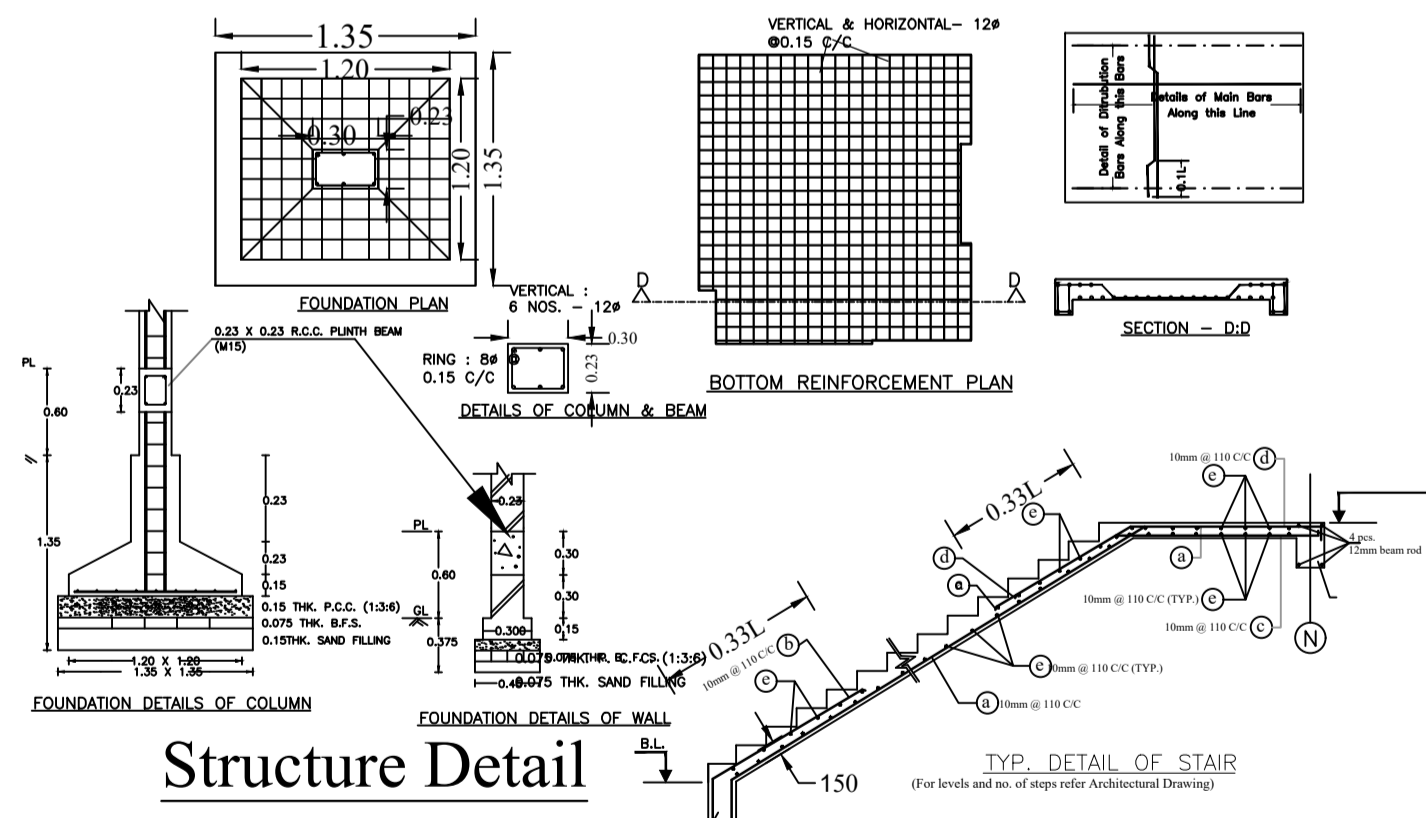 1.35
1.20
0.23
0.30
1.20
1.35
FOUNDATION PLAN
VERTICAL & HORIZONTAL- 12ø
@0.15 C/C
D
D
BOTTOM REINFORCEMENT PLAN
Detail of Ditrubution
Bars Along this Bars
Details of Main Bars
Along this Line
0.1L
SECTION - D:D
VERTICAL :
6 NOS. - 12ø
0.30
0.23
RING : 8ø @
0.15 C/C
DETAILS OF COLUMN & BEAM
0.23 X 0.23 R.C.C. PLINTH BEAM
(M15)
PL
0.23
0.60
1.35
0.23
0.23
0.15
0.15 THK. P.C.C. (1:3:6)
0.075 THK. B.F.S.
0.15THK. SAND FILLING
1.20 X 1.20
1.35 X 1.35
FOUNDATION DETAILS OF COLUMN
0.23
PL
0.60
0.30
0.30
GL
0.15
0.300
0.375
(1:3:6)
0.075 THK. SAND FILLING
FOUNDATION DETAILS OF WALL
Structure Detail
0.33L
0.33L
10mm @ 110 C/C
b
e
d
a
e
10mm @ 110 C/C
d
e
a
4 pcs.
12mm beam rod
10mm @ 110 C/C (TYP.)
e
10mm @ 110 C/C
c
N
e
10mm @ 110 C/C (TYP.)
a
10mm @ 110 C/C
B.L.
150
TYP. DETAIL OF STAIR
(For levels and no. of steps refer Architectural Drawing)